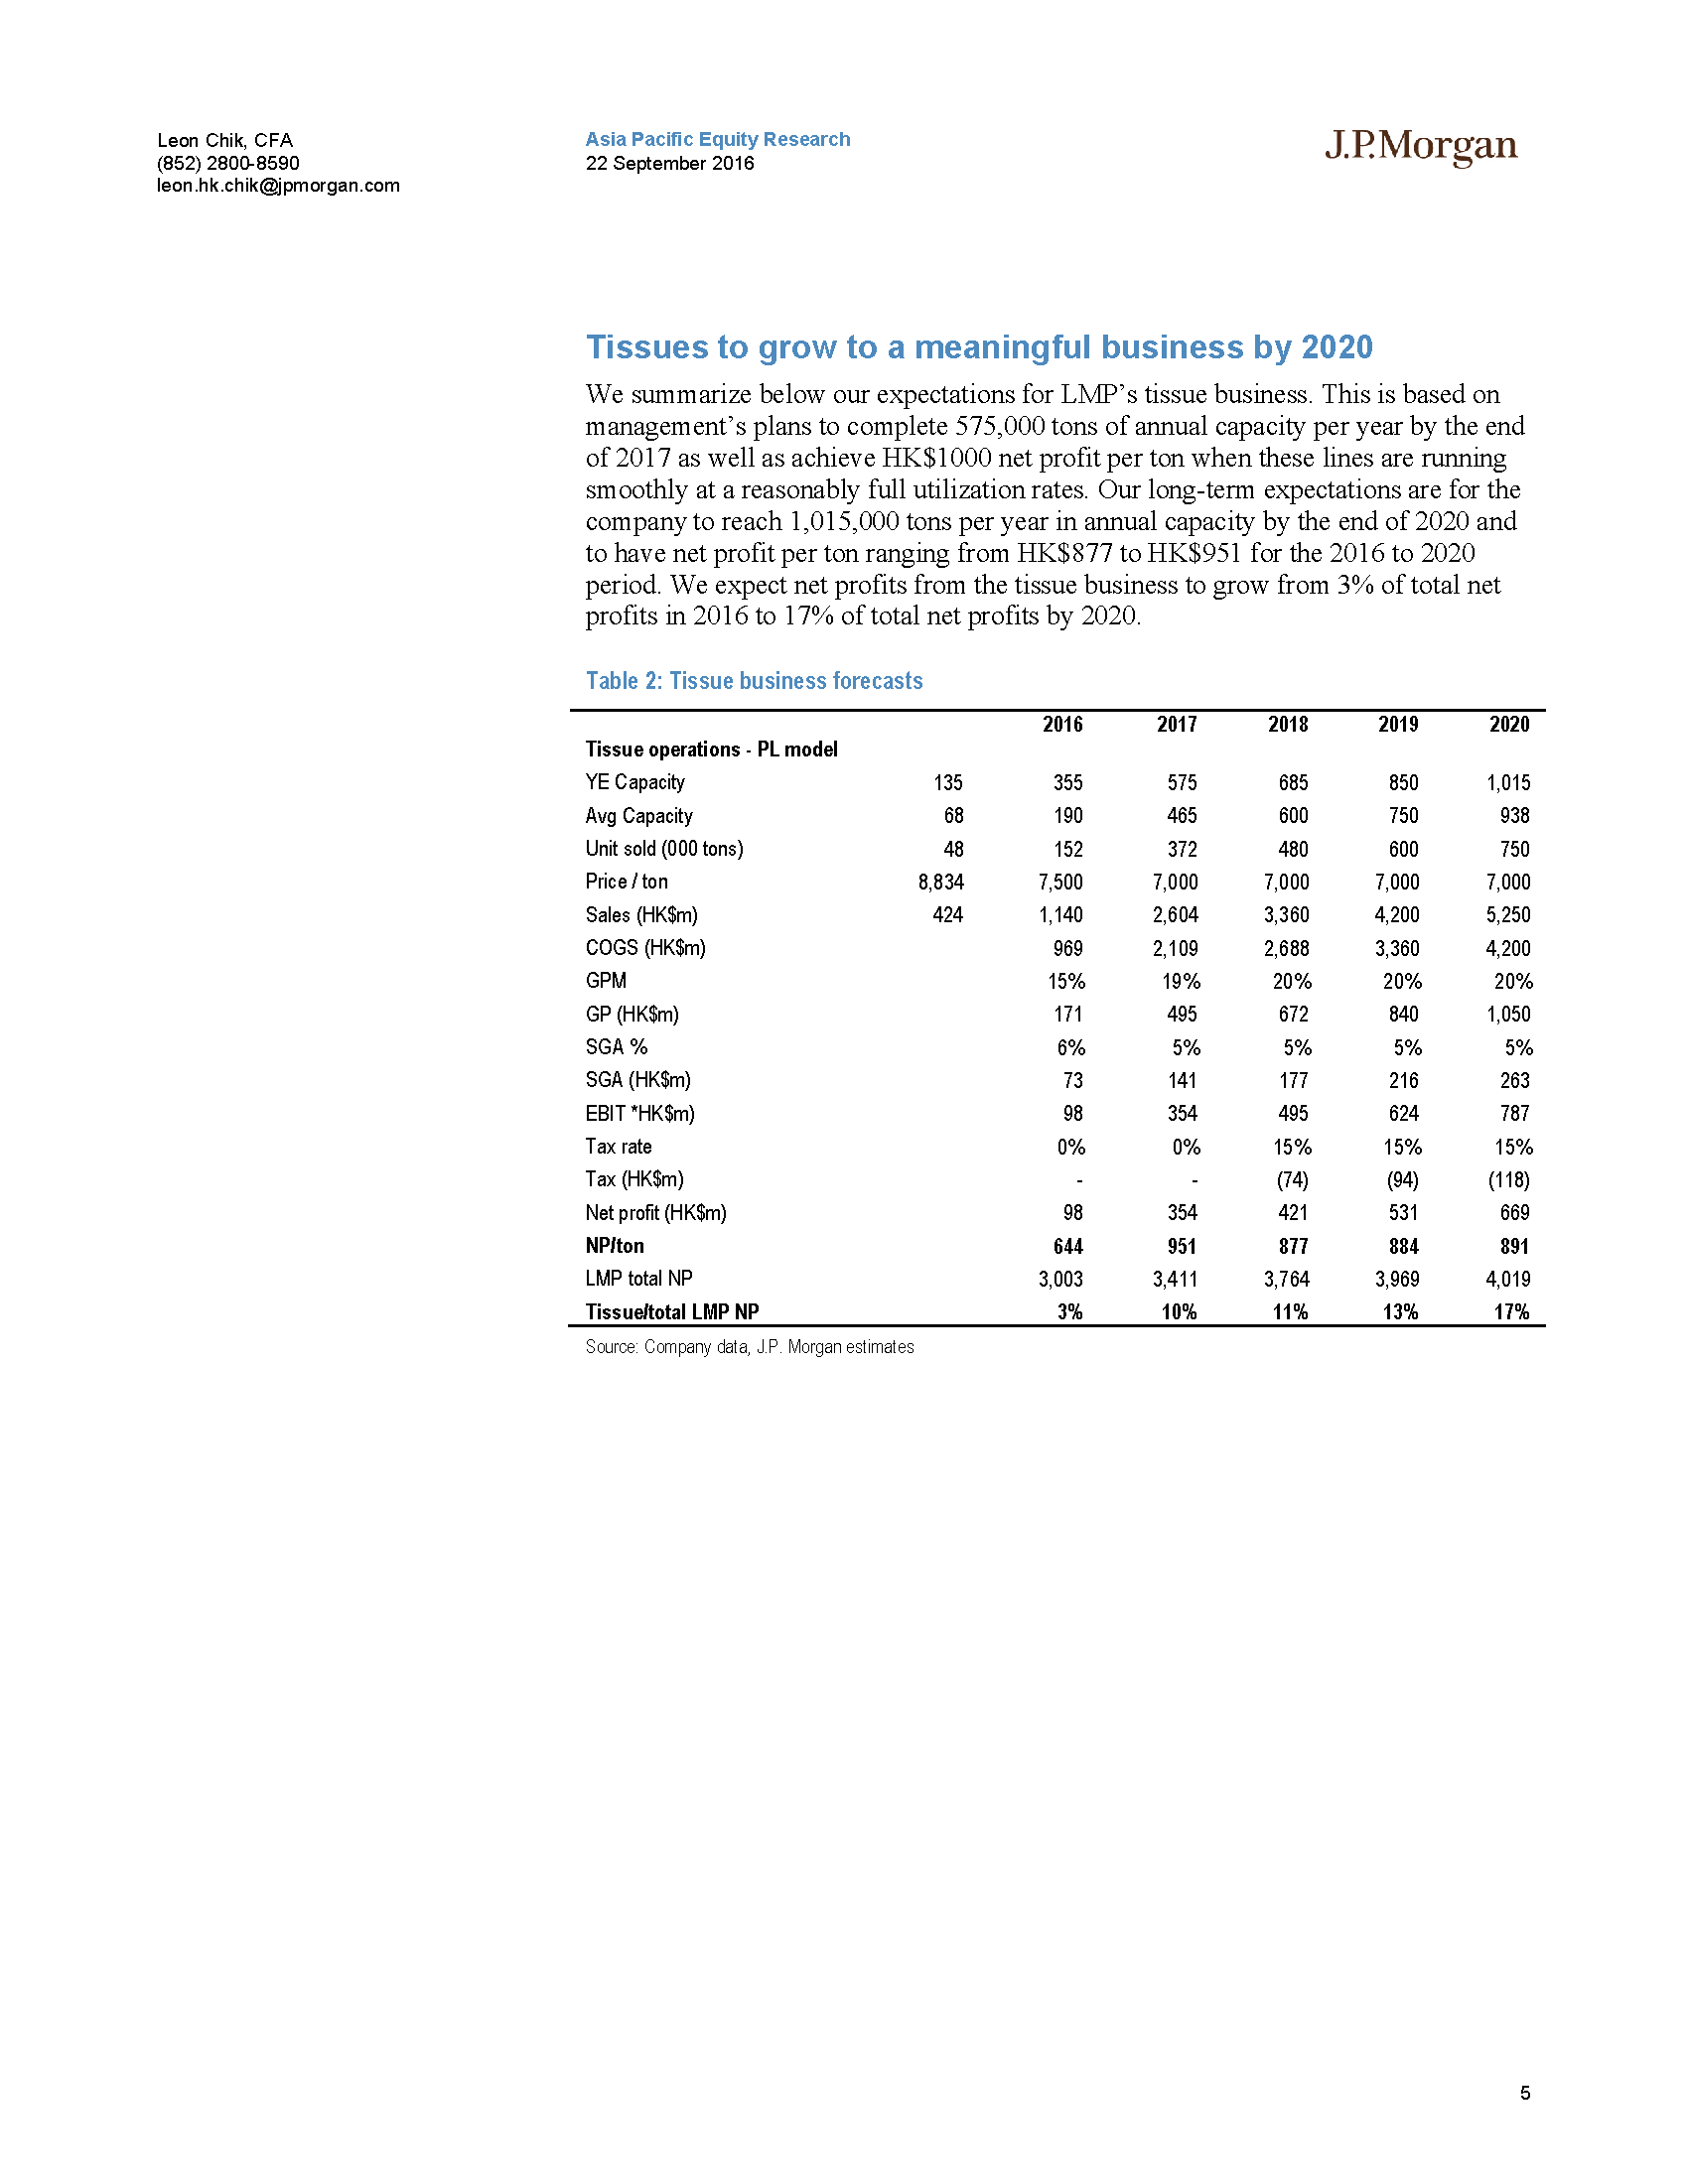 Leon Chik, CFA
(852) 2800-8590
leon.hk.chik@jpmorgan.com
Asia Pacific Equity Research
22 September 2016
J.P.Morgan
Tissues to grow to a meaningful business by 2020
We summarize below our expectations for LMP’s tissue business. This is based on
management’s plans to complete 575,000 tons of annual capacity per year by the end
of 2017 as well as achieve HK$1000 net profit per ton when these lines are running
smoothly at a reasonably full utilization rates. Our long-term expectations are for the
company to reach 1,015,000 tons per year in annual capacity by the end of 2020 and
to have net profit per ton ranging from HK$877 to HK$951 for the 2016 to 2020
period. We expect net profits from the tissue business to grow from 3% of total net
profits in 2016 to 17% of total net profits by 2020.
Table 2: Tissue business forecasts
2016 2017 2018 2019 2020
Tissue operations - PL model
YE Capacity 135 355 575 685 850 1,015
Avg Capacity 68 190 465 600 750 938
Unit sold (000 tons) 48 152 372 480 600 750
Price / ton 8,834 7,500 7,000 7,000 7,000 7,000
Sales (HK$m) 424 1,140 2,604 3,360 4,200 5,250
COGS (HK$m) 969 2,109 2,688 3,360 4,200
GPM 15% 19% 20% 20% 20%
GP (HK$m) 171 495 672 840 1,050
SGA % 6% 5% 5% 5% 5%
SGA (HK$m) 73 141 177 216 263
EBIT *HK$m) 98 354 495 624 787
Tax rate 0% 0% 15% 15% 15%
Tax (HK$m) - - (74) (94) (118)
Net profit (HK$m) 98 354 421 531 669
NP/ton 644 951 877 884 891
LMP total NP 3,003 3,411 3,764 3,969 4,019
Tissue/total LMP NP 3% 10% 11% 13% 17%
Source: Company data, J.P. Morgan estimates
5